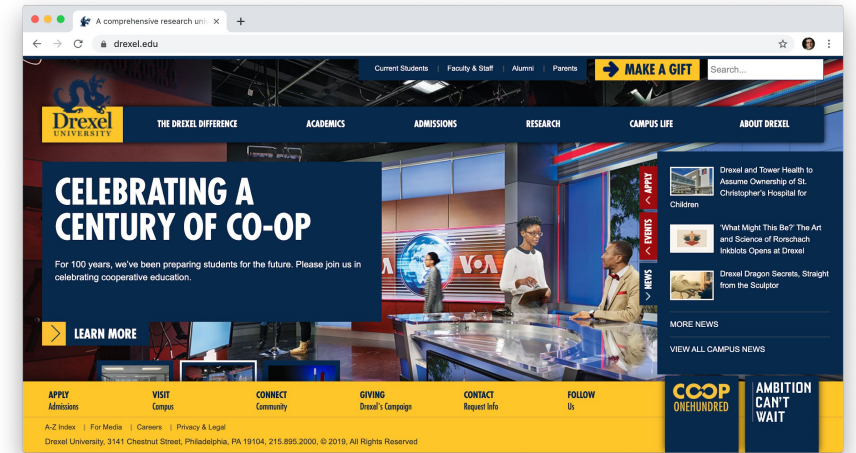 A comprehensive research univ
drexel.edu
Current Students | Faculty & Staff | Alumni | Parents
MAKE A GIFT
Search...
Drexel
UNIVERSITY
THE DREXEL DIFFERENCE
ACADEMICS
ADMISSIONS
RESEARCH
CAMPUS LIFE
ABOUT DREXEL
CELEBRATING A
CENTURY OF CO-OP
For 100 years, we've been preparing students for the future. Please join us in
celebrating cooperative education.
LEARN MORE
VOA
APPLY
EVENTS
NEWS
Drexel and Tower Health to
Assume Ownership of St.
Christopher's Hospital for
Children
'What Might This Be?' The Art
and Science of Rorschach
Inkblots Opens at Drexel
Drexel Dragon Secrets, Straight
from the Sculptor
MORE NEWS
VIEW ALL CAMPUS NEWS
APPLY
Admissions
VISIT
Campus
CONNECT
Community
GIVING
Drexel's Campaign
CONTACT
Request Info
FOLLOW
Us
CO-OP
ONEHUNDRED
AMBITION
CAN'T
WAIT
A-Z Index | For Media | Careers | Privacy & Legal
Drexel University, 3141 Chestnut Street, Philadelphia, PA 19104, 215.895.2000, © 2019, All Rights Reserved